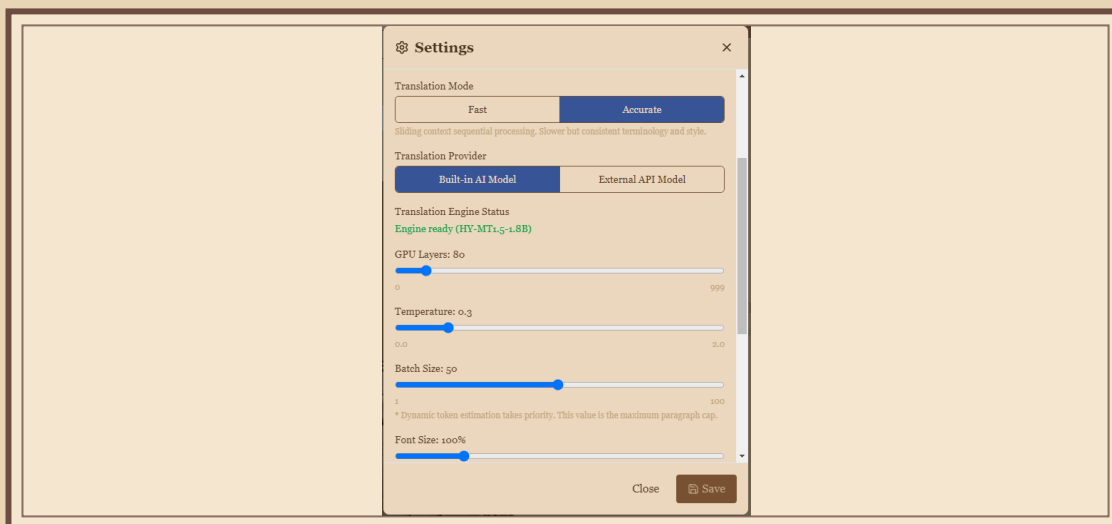 Settings
Translation Mode
Fast Accurate
Sliding context sequential processing. Slower but consistent terminology and style.
Translation Provider
Built-in AI Model External API Model
Translation Engine Status
Engine ready (HY-MT1.5-1.8B)
GPU Layers: 80
0 999
Temperature: 0.3
0.0 2.0
Batch Size: 50
1 100
* Dynamic token estimation takes priority. This value is the maximum paragraph cap.
Font Size: 100%
Close Save